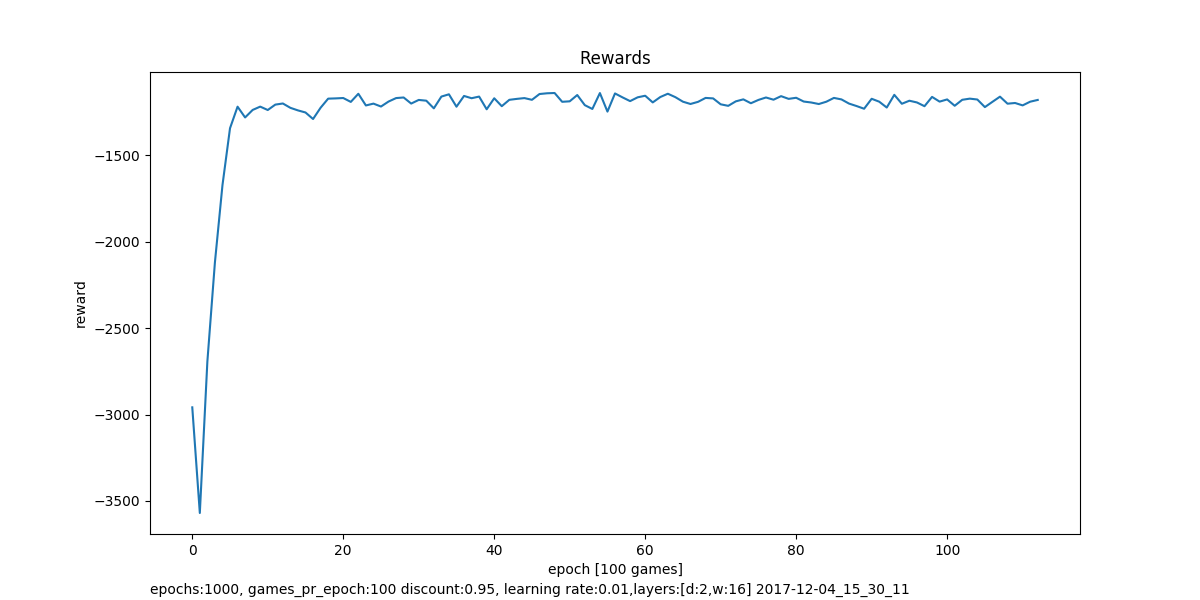 Rewards
reward
−1500
−2000
−2500
−3000
−3500
0 20 40 60 80 100
epoch [100 games]
epochs:1000, games_pr_epoch:100 discount:0.95, learning rate:0.01,layers:[d:2,w:16] 2017-12-04_15_30_11